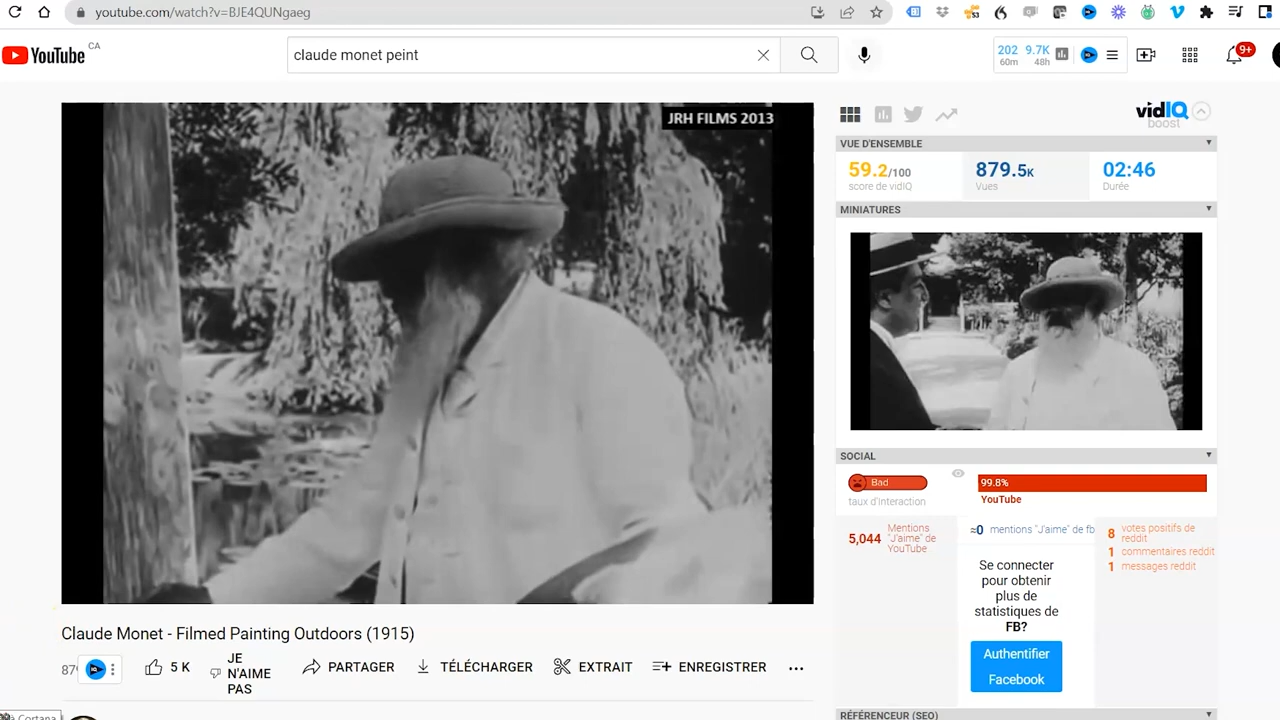 youtube.com/watch?v=BJE4QUNgaeg
53
YouTube CA
claude monet peint
202 9.7K
60m 48h
9+
JRH FILMS 2013
vidIQ
boost
VUE D'ENSEMBLE
59.2/100
score de vidIQ
879.5K
Vues
02:46
Durée
MINIATURES
SOCIAL
Bad
taux d'interaction
99.8%
YouTube
5,044
Mentions
"J'aime" de
YouTube
≈0 mentions "J'aime" de fb
8 votes positifs de
reddit
1 commentaires reddit
1 messages reddit
Se connecter
pour obtenir
plus de
statistiques de
FB?
Authentifier
Facebook
RÉFÉRENCEUR (SEO)
Claude Monet - Filmed Painting Outdoors (1915)
87
5 K
JE
N'AIME
PAS
PARTAGER
TÉLÉCHARGER
EXTRAIT
ENREGISTRER
Cortana